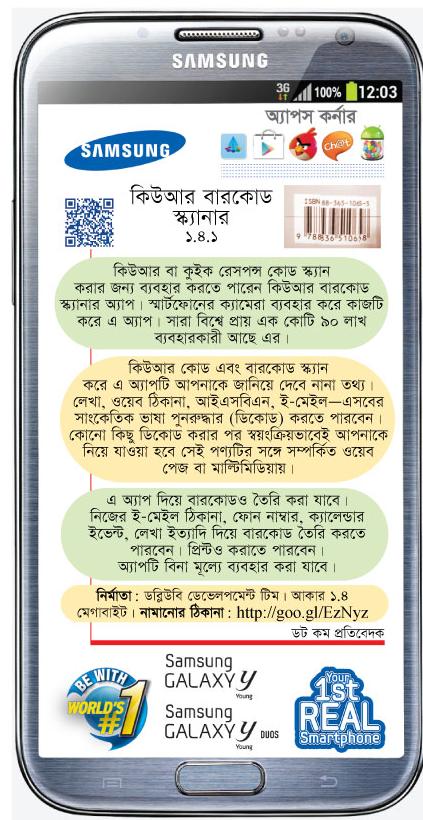 SAMSUNG
3G 100% 12:03
অ্যাপস কর্নার
SAMSUNG
Ch@t
কিউআর বারকোড
স্ক্যানার
১.৪.১
ISBN 88-365-1065-5
9 788836 510658
কিউআর বা কুইক রেসপন্স কোড স্ক্যান
করার জন্য ব্যবহার করতে পারেন কিউআর বারকোড
স্ক্যানার অ্যাপ। স্মার্টফোনের ক্যামেরা ব্যবহার করে কাজটি
করে এ অ্যাপ। সারা বিশ্বে প্রায় এক কোটি ৯০ লাখ
ব্যবহারকারী আছে এর।
কিউআর কোড এবং বারকোড স্ক্যান
করে এ অ্যাপটি আপনাকে জানিয়ে দেবে নানা তথ্য।
লেখা, ওয়েব ঠিকানা, আইএসবিএন, ই-মেইল—এসবের
সাংকেতিক ভাষা পুনরুদ্ধার (ডিকোড) করতে পারবেন।
কোনো কিছু ডিকোড করার পর স্বয়ংক্রিয়ভাবেই আপনাকে
নিয়ে যাওয়া হবে সেই পণ্যটির সঙ্গে সম্পর্কিত ওয়েব
পেজ বা মাল্টিমিডিয়ায়।
এ অ্যাপ দিয়ে বারকোডও তৈরি করা যাবে।
নিজের ই-মেইল ঠিকানা, ফোন নাম্বার, ক্যালেন্ডার
ইভেন্ট, লেখা ইত্যাদি দিয়ে বারকোড তৈরি করতে
পারবেন। প্রিন্টও করাতে পারবেন।
অ্যাপটি বিনা মূল্যে ব্যবহার করা যাবে।
নির্মাতা : ডব্লিউবি ডেভেলপমেন্ট টিম। আকার ১.৪
মেগাবাইট। নামানোর ঠিকানা : http://goo.gl/EzNyz
ডট কম প্রতিবেদক
BE WITH
WORLD'S
#1
Samsung
GALAXY y
Young
Samsung
GALAXY y DUOS
Young
Your
1st
REAL
Smartphone